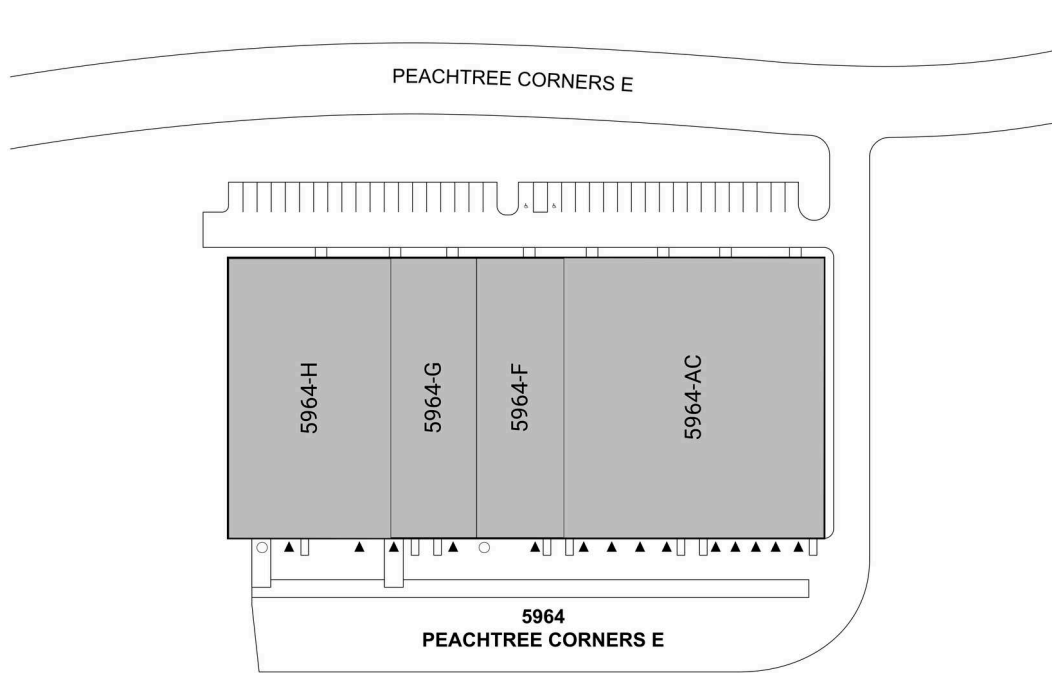 PEACHTREE CORNERS E
5964-H
5964-G
5964-F
5964-AC
5964
PEACHTREE CORNERS E